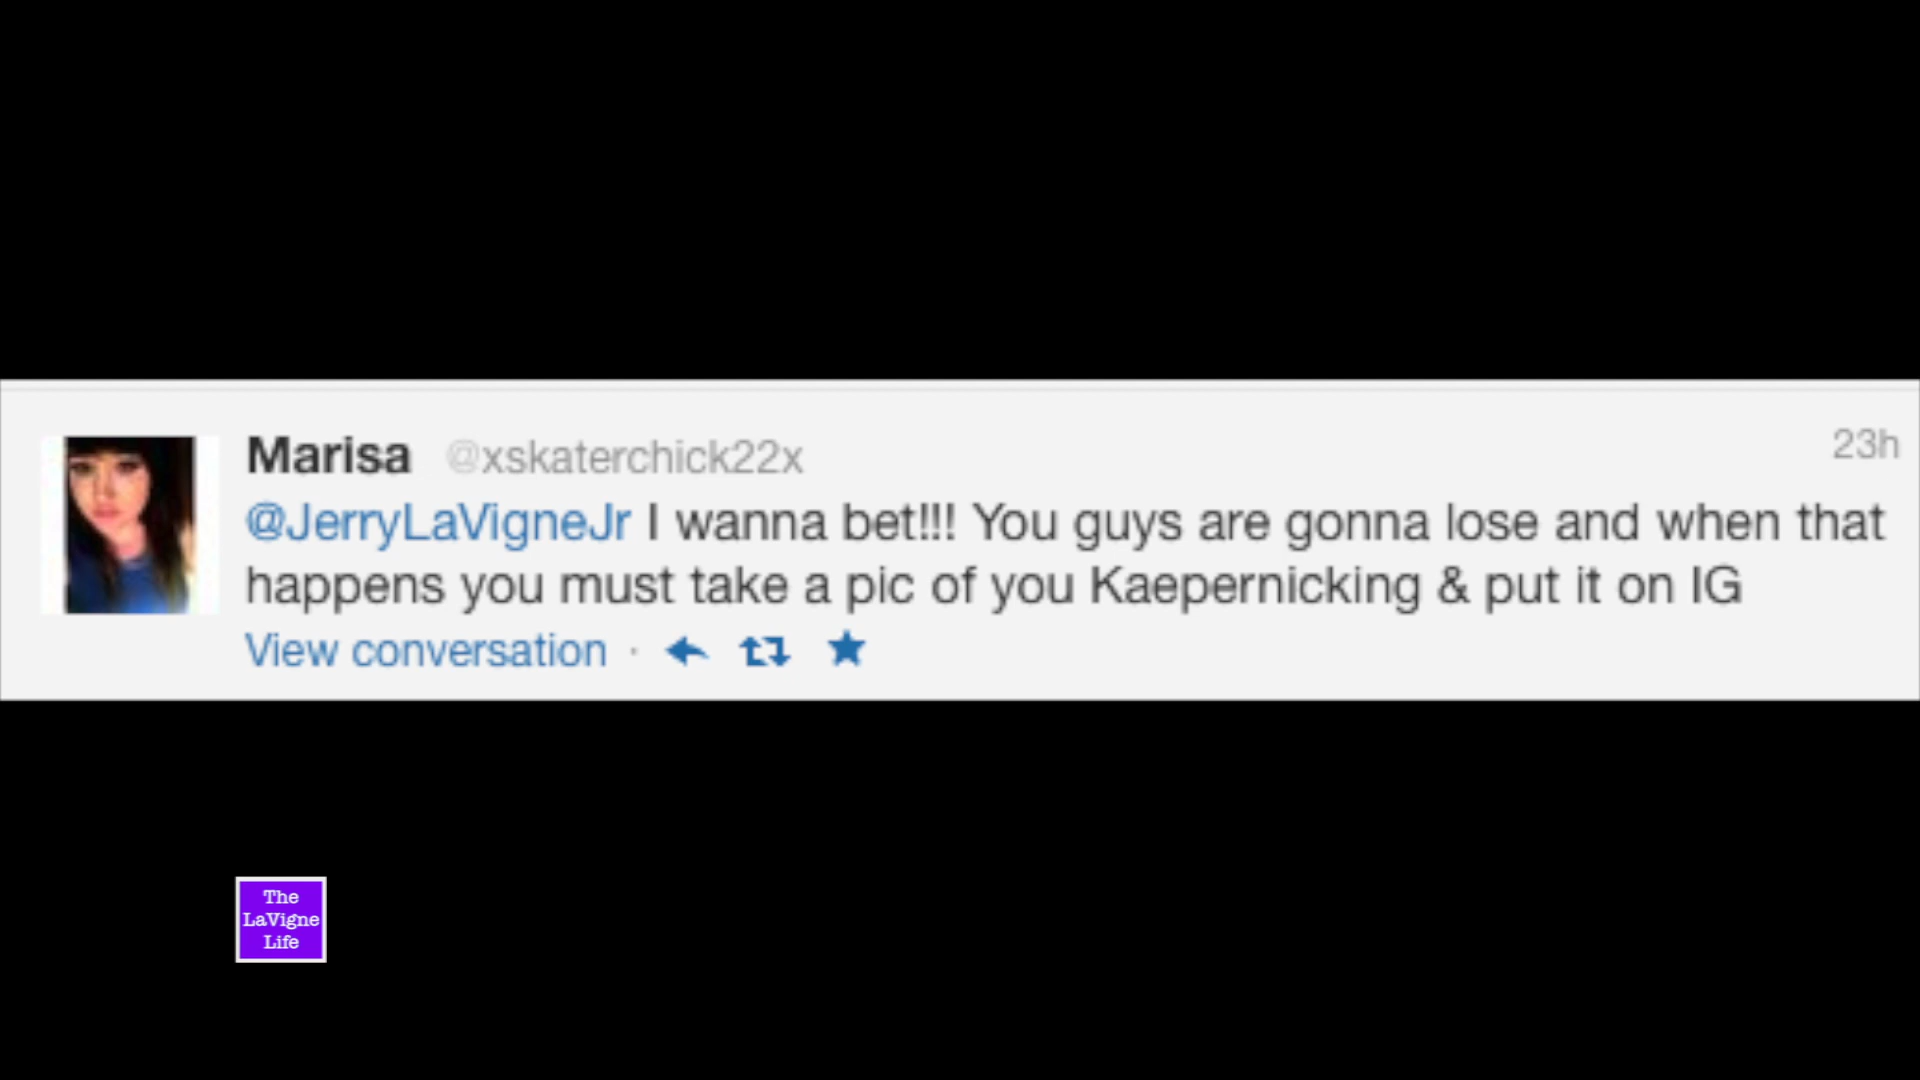 Marisa @xskaterchick22x 23h
@JerryLaVigneJr I wanna bet!!! You guys are gonna lose and when that
happens you must take a pic of you Kaepernicking & put it on IG
View conversation ·
The
LaVigne
Life